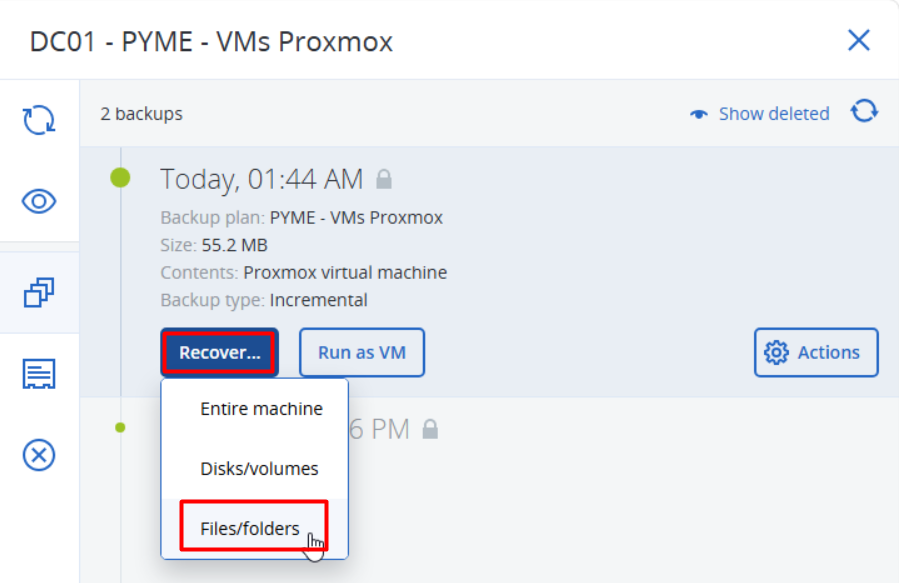 DC01 - PYME - VMs Proxmox
2 backups
Show deleted
Today, 01:44 AM
Backup plan: PYME - VMs Proxmox
Size: 55.2 MB
Contents: Proxmox virtual machine
Backup type: Incremental
Recover...
Run as VM
Actions
Entire machine
6 PM
Disks/volumes
Files/folders